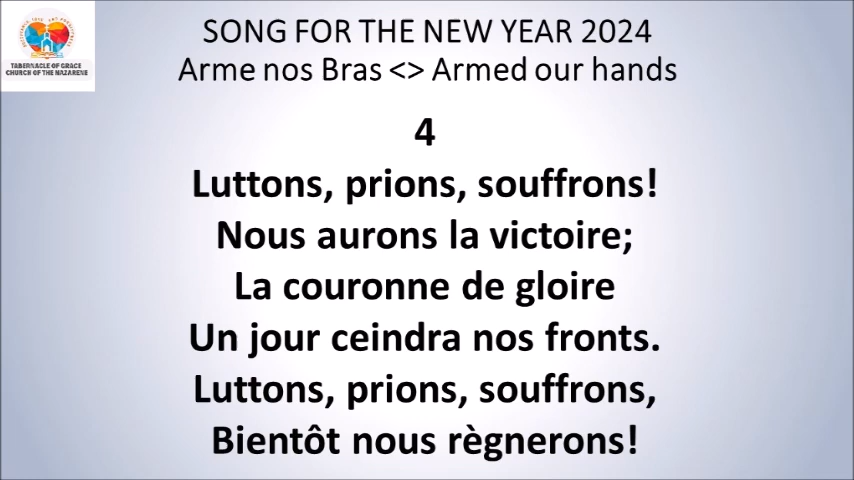 SONG FOR THE NEW YEAR 2024
Arme nos Bras <> Armed our hands
TABERNACLE OF GRACE
CHURCH OF THE NAZARENE
4
Luttons, prions, souffrons!
Nous aurons la victoire;
La couronne de gloire
Un jour ceindra nos fronts.
Luttons, prions, souffrons,
Bientôt nous règnerons!